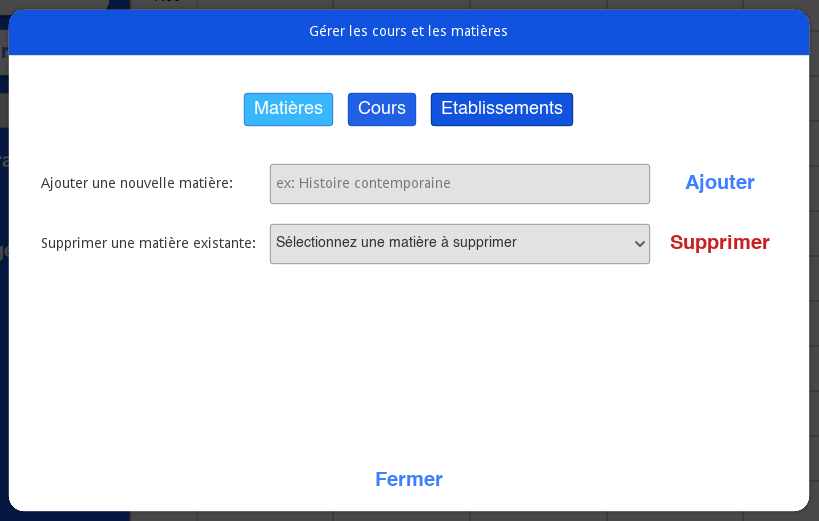 Gérer les cours et les matières
Matières Cours Etablissements
Ajouter une nouvelle matière: ex: Histoire contemporaine Ajouter
Supprimer une matière existante: Sélectionnez une matière à supprimer Supprimer
Fermer